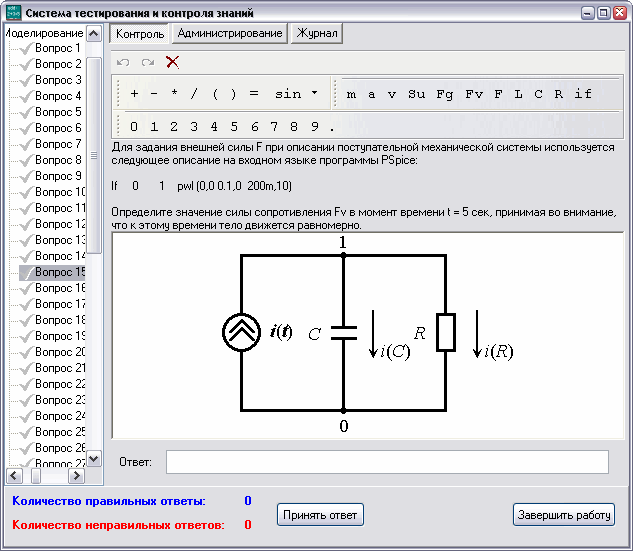 Система тестирования и контроля знаний
Моделирование
Вопрос 1
Вопрос 2
Вопрос 3
Вопрос 4
Вопрос 5
Вопрос 6
Вопрос 7
Вопрос 8
Вопрос 9
Вопрос 10
Вопрос 11
Вопрос 12
Вопрос 13
Вопрос 14
Вопрос 15
Вопрос 16
Вопрос 17
Вопрос 18
Вопрос 19
Вопрос 20
Вопрос 21
Вопрос 22
Вопрос 23
Вопрос 24
Вопрос 25
Вопрос 26
Вопрос 27
Контроль Администрирование Журнал
+ - * / ( ) = sin m a v Su Fg Fv F L C R if
0 1 2 3 4 5 6 7 8 9 .
Для задания внешней силы F при описании поступательной механической системы используется
следующее описание на входном языке программы PSpice:
If 0 1 pwl (0,0 0.1,0 200m,10)
Определите значение силы сопротивления Fv в момент времени t = 5 сек, принимая во внимание,
что к этому времени тело движется равномерно.
1
i(t) C i(C) R i(R)
0
Ответ:
Количество правильных ответы: 0
Количество неправильных ответов: 0
Принять ответ
Завершить работу